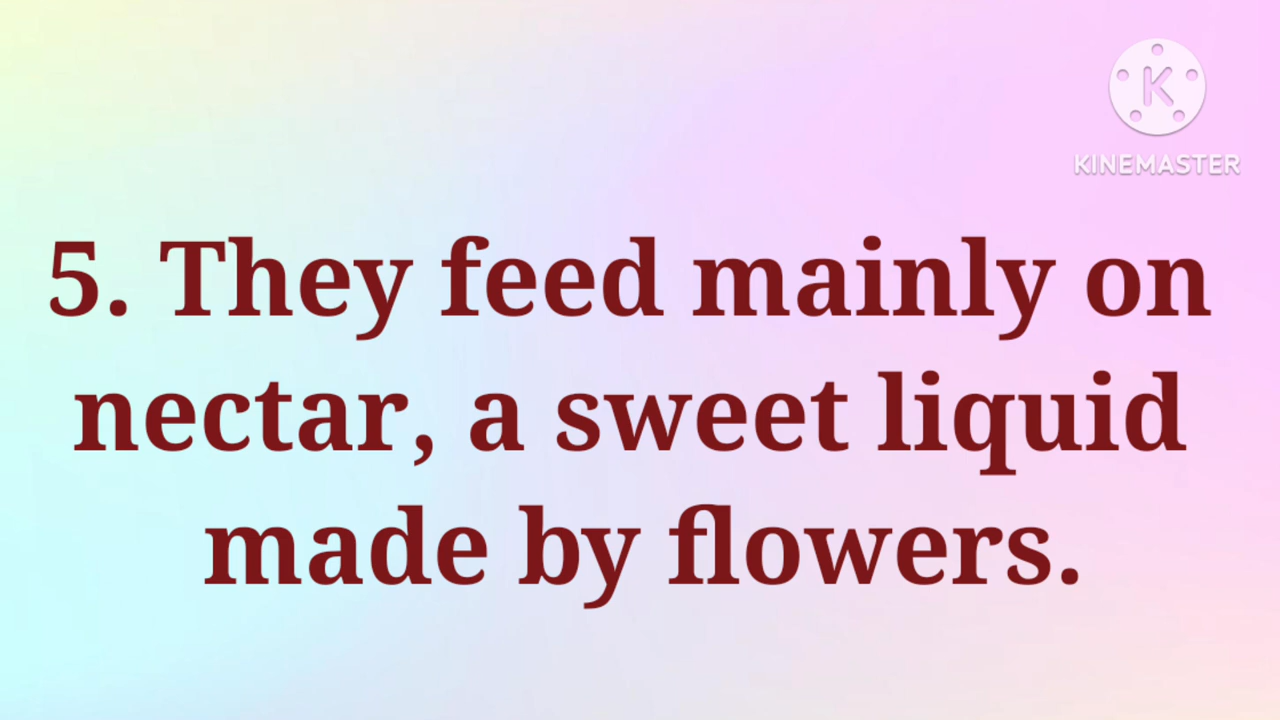 KINEMASTER
5. They feed mainly on
nectar, a sweet liquid
made by flowers.